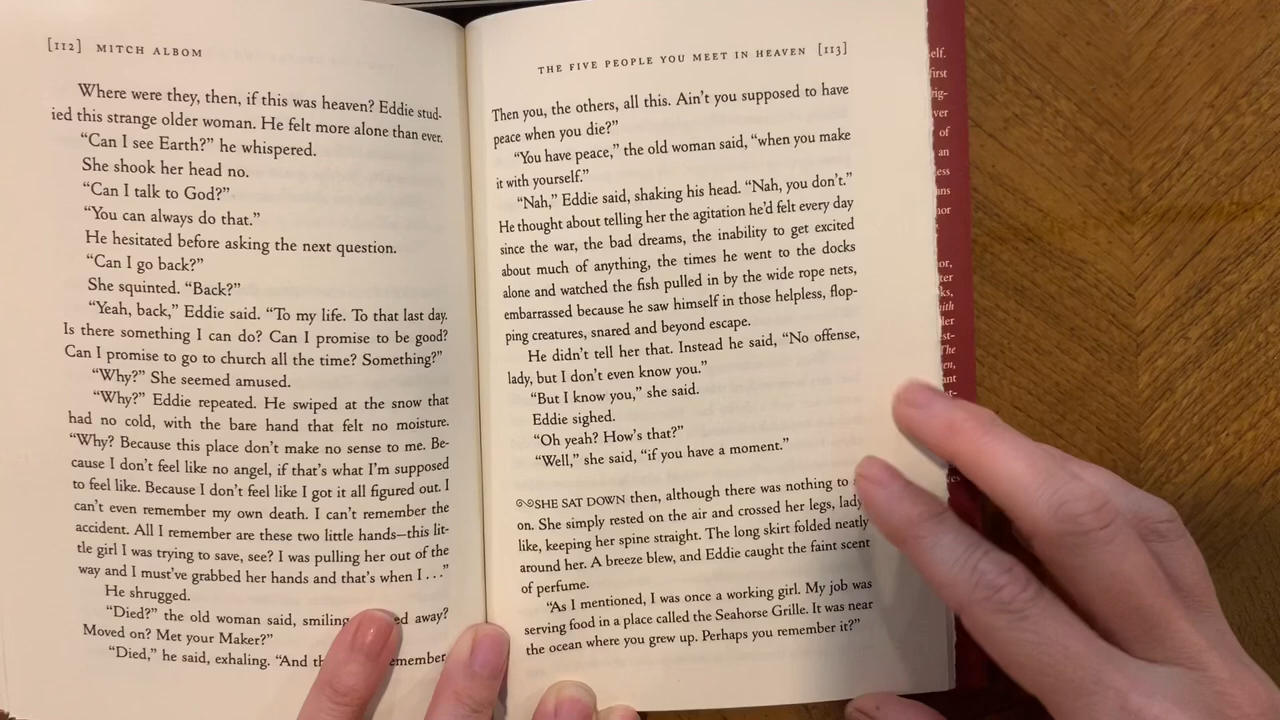 [112] MITCH ALBOM
Where were they, then, if this was heaven? Eddie stud-
ied this strange older woman. He felt more alone than ever.
“Can I see Earth?” he whispered.
She shook her head no.
“Can I talk to God?”
“You can always do that.”
He hesitated before asking the next question.
“Can I go back?”
She squinted. “Back?”
“Yeah, back,” Eddie said. “To my life. To that last day.
Is there something I can do? Can I promise to be good?
Can I promise to go to church all the time? Something?”
“Why?” She seemed amused.
“Why?” Eddie repeated. He swiped at the snow that
had no cold, with the bare hand that felt no moisture.
“Why? Because this place don’t make no sense to me. Be-
cause I don’t feel like no angel, if that’s what I’m supposed
to feel like. Because I don’t feel like I got it all figured out. I
can’t even remember my own death. I can’t remember the
accident. All I remember are these two little hands—this lit-
tle girl I was trying to save, see? I was pulling her out of the
way and I must’ve grabbed her hands and that’s when I . . .”
He shrugged.
“Died?” the old woman said, smiling away?
Moved on? Met your Maker?”
“Died,” he said, exhaling. “And
THE FIVE PEOPLE YOU MEET IN HEAVEN [113]
Then you, the others, all this. Ain’t you supposed to have
peace when you die?”
“You have peace,” the old woman said, “when you make
it with yourself.”
“Nah,” Eddie said, shaking his head. “Nah, you don’t.”
He thought about telling her the agitation he’d felt every day
since the war, the bad dreams, the inability to get excited
about much of anything, the times he went to the docks
alone and watched the fish pulled in by the wide rope nets,
embarrassed because he saw himself in those helpless, flop-
ping creatures, snared and beyond escape.
He didn’t tell her that. Instead he said, “No offense,
lady, but I don’t even know you.”
“But I know you,” she said.
Eddie sighed.
“Oh yeah? How’s that?”
“Well,” she said, “if you have a moment.”
SHE SAT DOWN then, although there was nothing to
on. She simply rested on the air and crossed her legs, lady
like, keeping her spine straight. The long skirt folded neatly
around her. A breeze blew, and Eddie caught the faint scent
of perfume.
“As I mentioned, I was once a working girl. My job was
serving food in a place called the Seahorse Grille. It was near
the ocean where you grew up. Perhaps you remember it?”